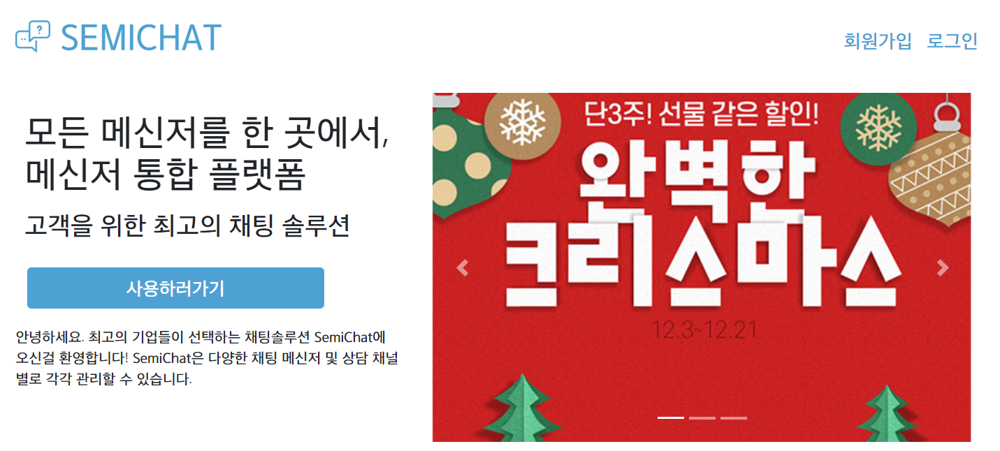 SEMICHAT
회원가입 로그인
모든 메신저를 한 곳에서,
메신저 통합 플랫폼
고객을 위한 최고의 채팅 솔루션
사용하러가기
안녕하세요. 최고의 기업들이 선택하는 채팅솔루션 SemiChat에
오신걸 환영합니다! SemiChat은 다양한 채팅 메신저 및 상담 채널
별로 각각 관리할 수 있습니다.
단3주! 선물 같은 할인!
완벽한
크리스마스
12.3~12.21